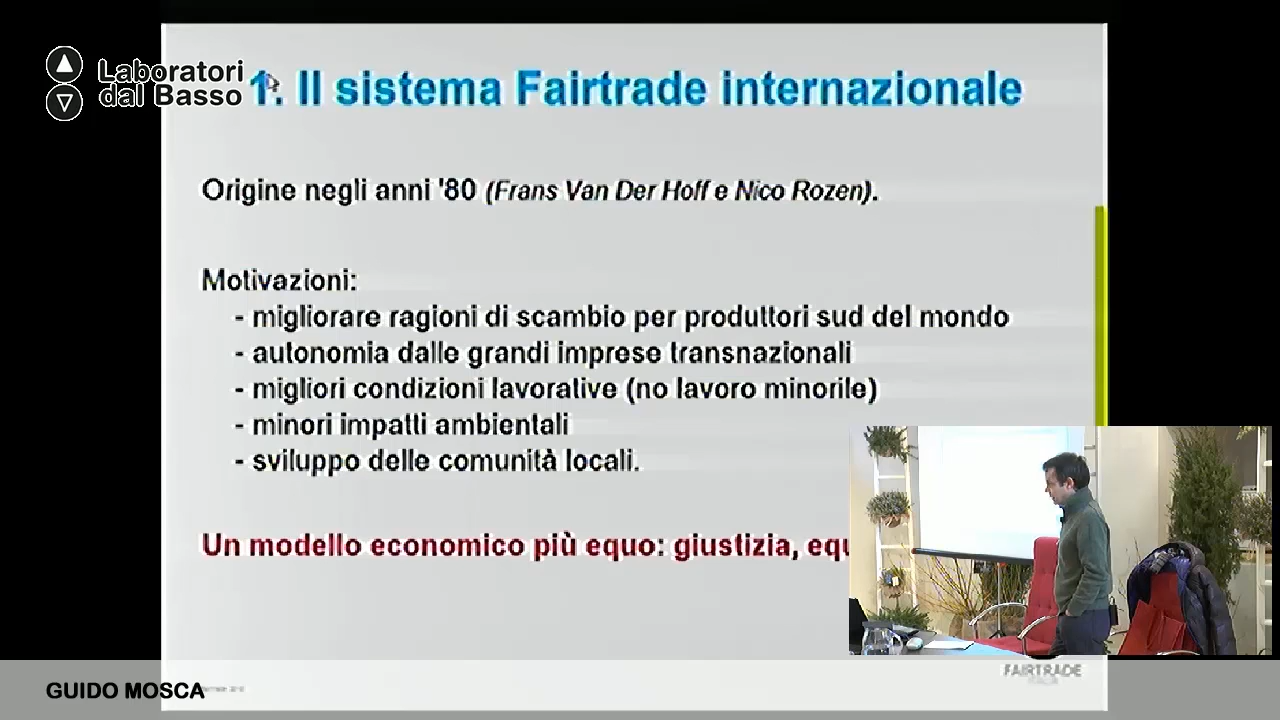 Laboratori
dal Basso
1. Il sistema Fairtrade internazionale
Origine negli anni '80 (Frans Van Der Hoff e Nico Rozen).
Motivazioni:
- migliorare ragioni di scambio per produttori sud del mondo
- autonomia dalle grandi imprese transnazionali
- migliori condizioni lavorative (no lavoro minorile)
- minori impatti ambientali
- sviluppo delle comunità locali.
Un modello economico più equo: giustizia, equ
FAIRTRADE
GUIDO MOSCA